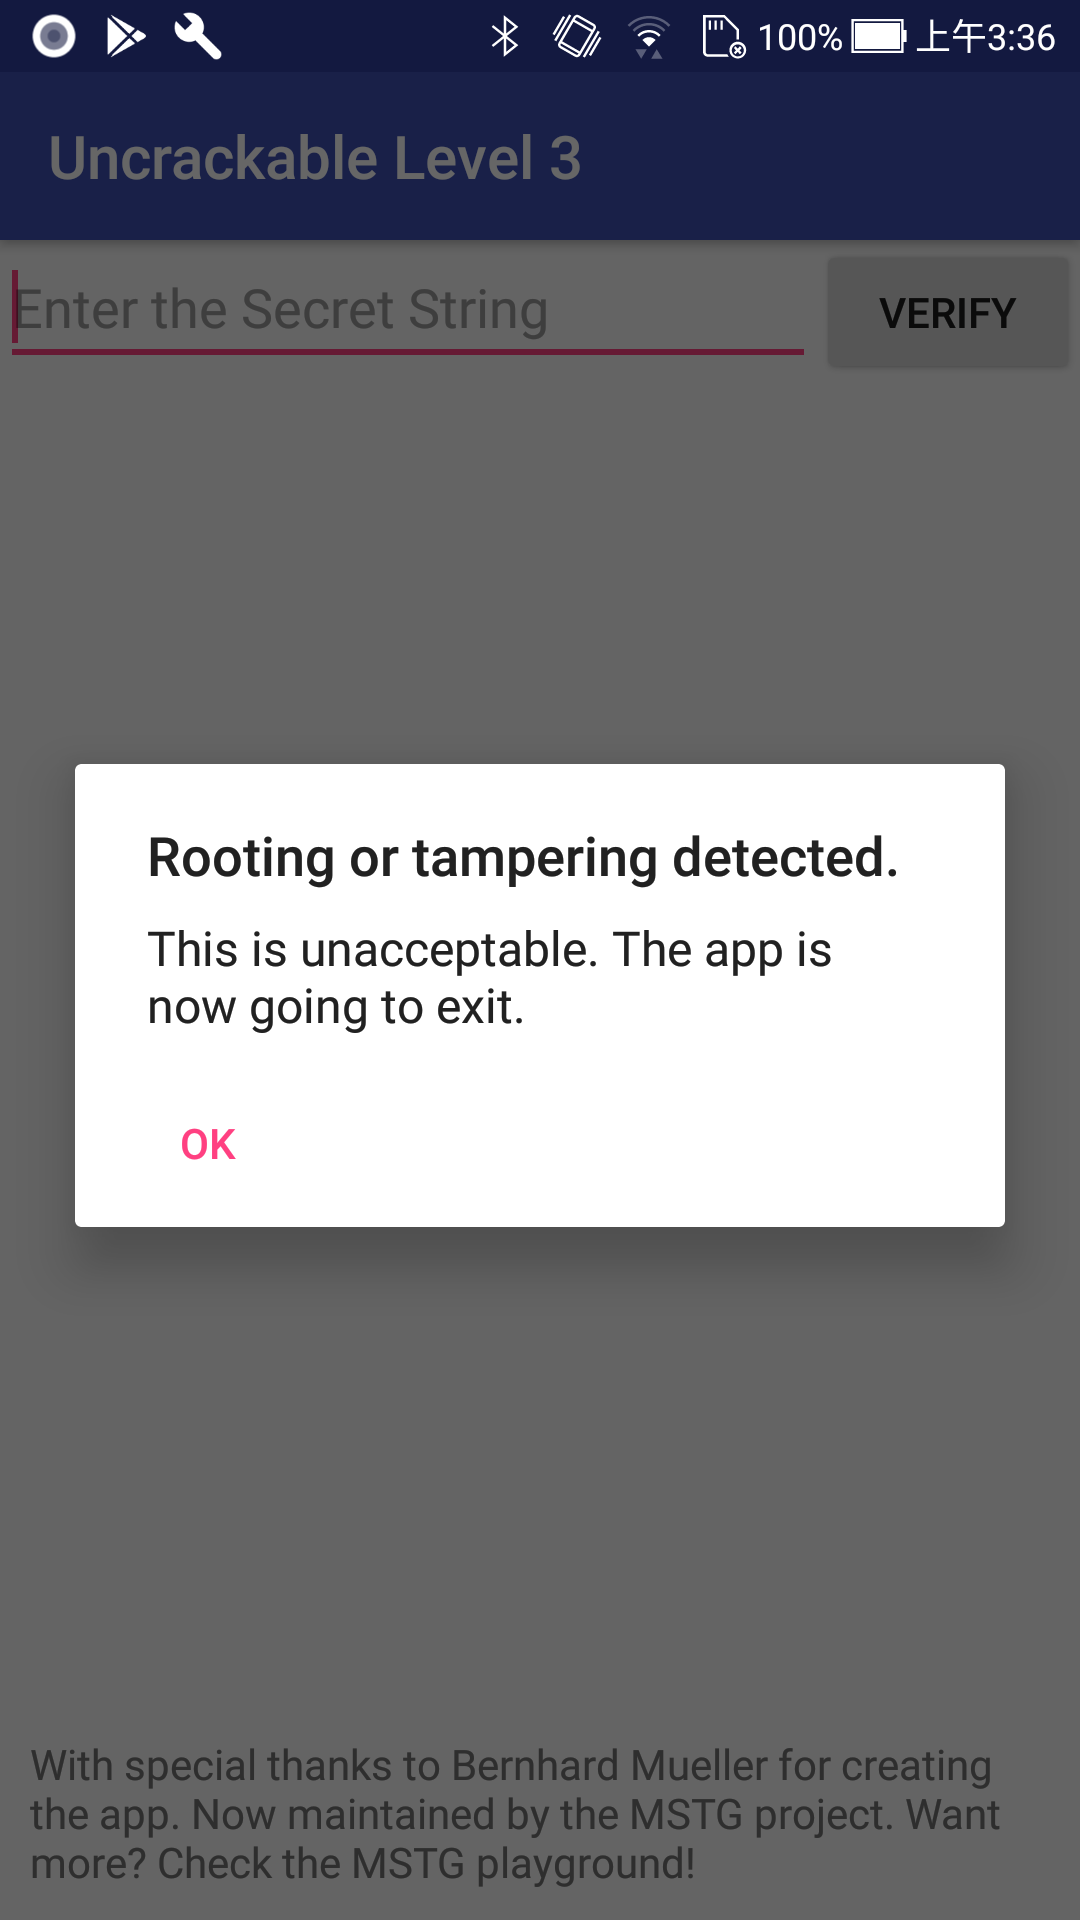 100% 上午3:36
Uncrackable Level 3
Enter the Secret String
VERIFY
Rooting or tampering detected.
This is unacceptable. The app is
now going to exit.
OK
With special thanks to Bernhard Mueller for creating
the app. Now maintained by the MSTG project. Want
more? Check the MSTG playground!